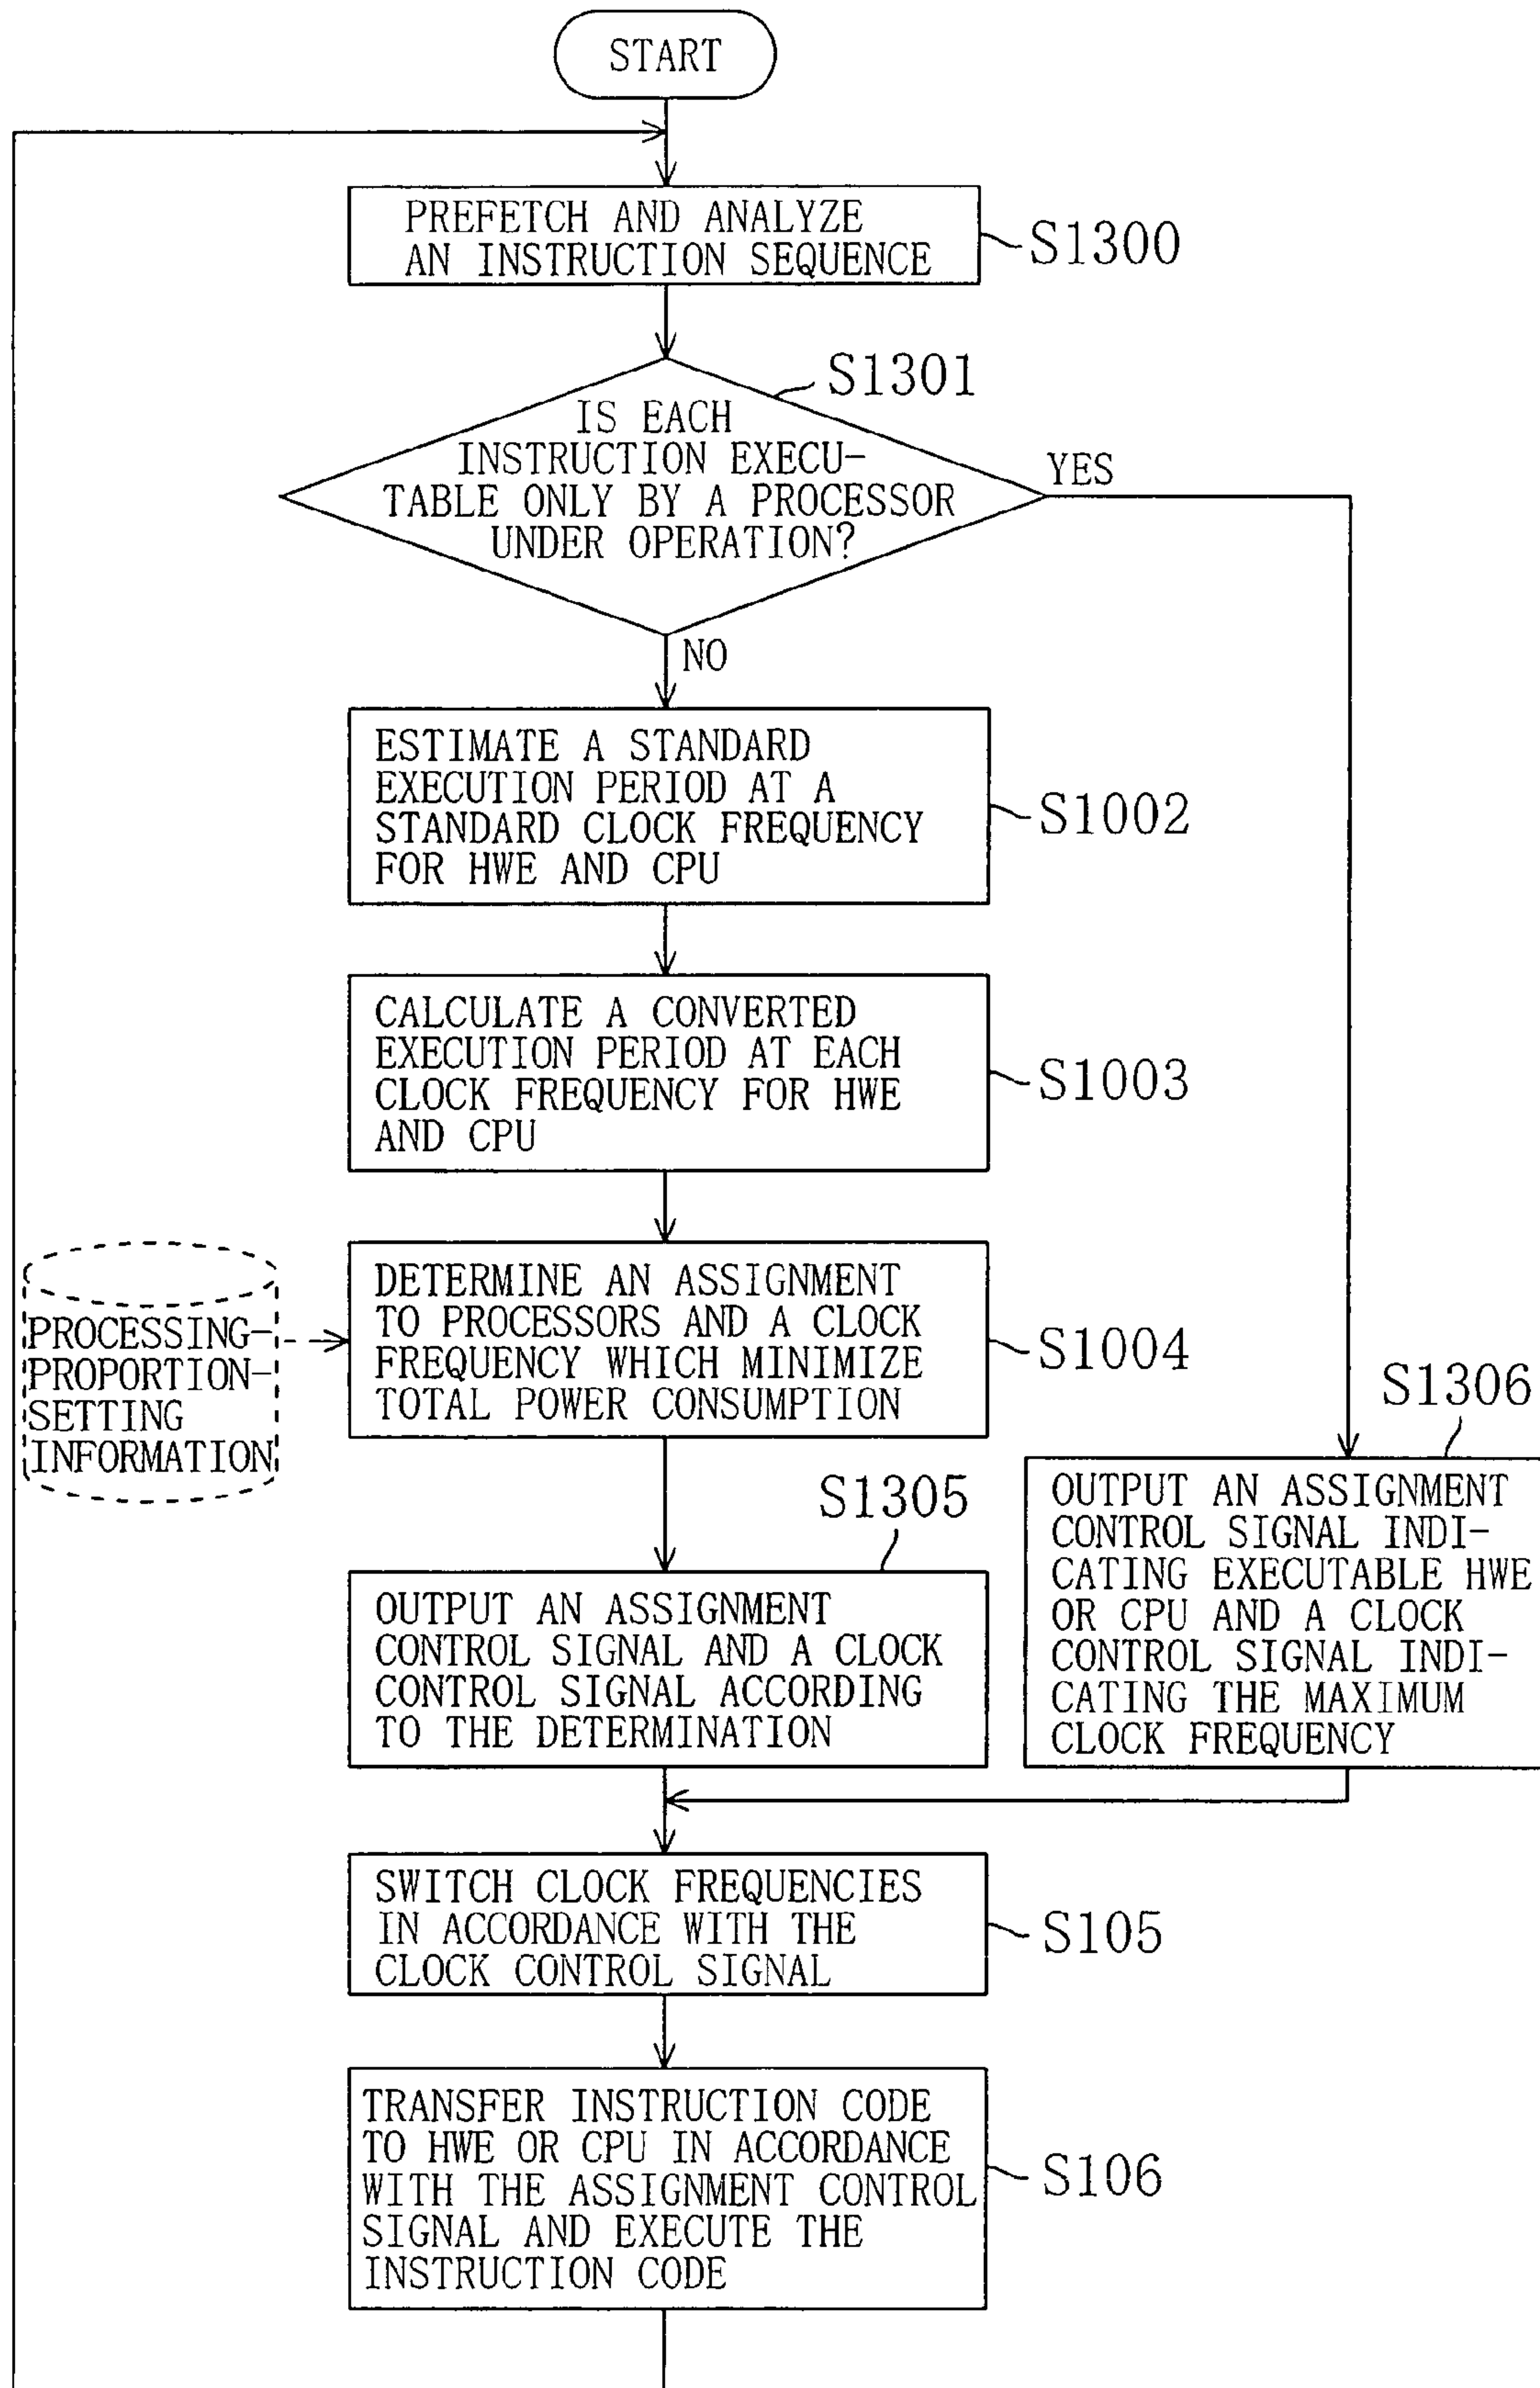 START
PREFETCH AND ANALYZE
AN INSTRUCTION SEQUENCE
S1300
S1301
IS EACH
INSTRUCTION EXECU-
TABLE ONLY BY A PROCESSOR
UNDER OPERATION?
YES
NO
ESTIMATE A STANDARD
EXECUTION PERIOD AT A
STANDARD CLOCK FREQUENCY
FOR HWE AND CPU
S1002
CALCULATE A CONVERTED
EXECUTION PERIOD AT EACH
CLOCK FREQUENCY FOR HWE
AND CPU
S1003
PROCESSING-
PROPORTION-
SETTING
INFORMATION
DETERMINE AN ASSIGNMENT
TO PROCESSORS AND A CLOCK
FREQUENCY WHICH MINIMIZE
TOTAL POWER CONSUMPTION
S1004
S1306
OUTPUT AN ASSIGNMENT
CONTROL SIGNAL INDI-
CATING EXECUTABLE HWE
OR CPU AND A CLOCK
CONTROL SIGNAL INDI-
CATING THE MAXIMUM
CLOCK FREQUENCY
S1305
OUTPUT AN ASSIGNMENT
CONTROL SIGNAL AND A CLOCK
CONTROL SIGNAL ACCORDING
TO THE DETERMINATION
SWITCH CLOCK FREQUENCIES
IN ACCORDANCE WITH THE
CLOCK CONTROL SIGNAL
S105
TRANSFER INSTRUCTION CODE
TO HWE OR CPU IN ACCORDANCE
WITH THE ASSIGNMENT CONTROL
SIGNAL AND EXECUTE THE
INSTRUCTION CODE
S106